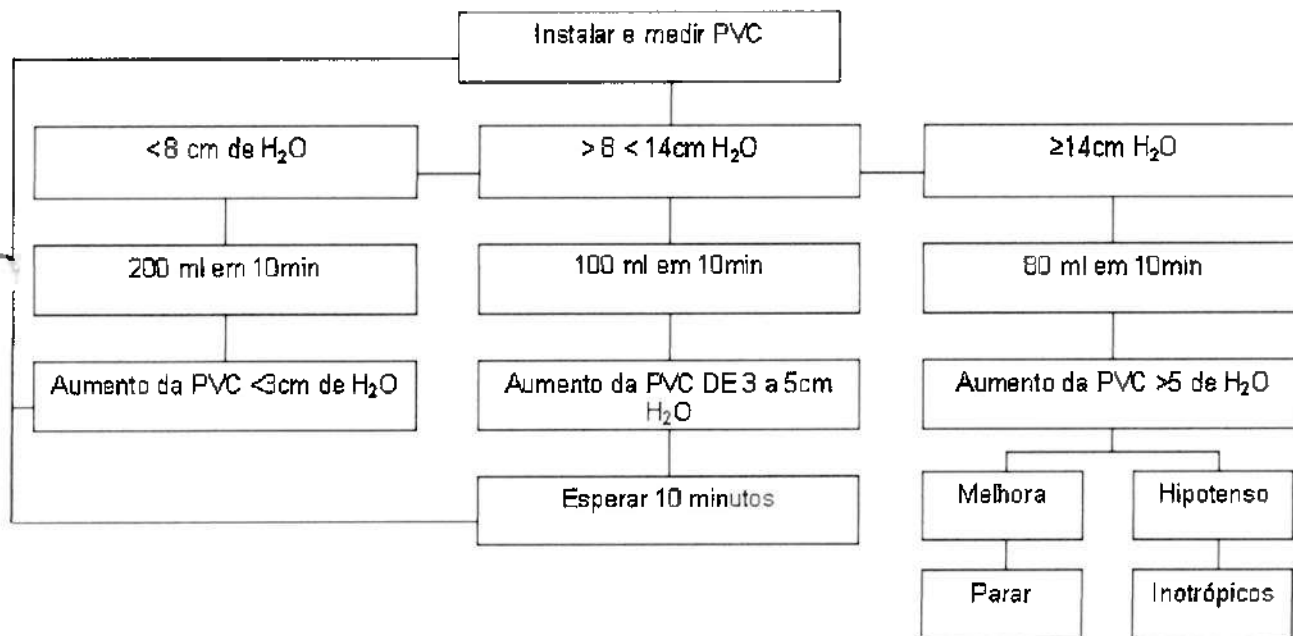 Instalar e medir PVC
<8 cm de H₂O
>8 <14cm H₂O
≥14cm H₂O
200 ml em 10min
100 ml em 10min
80 ml em 10min
Aumento da PVC <3cm de H₂O
Aumento da PVC DE 3 a 5cm
H₂O
Aumento da PVC >5 de H₂O
Esperar 10 minutos
Melhora
Hipotenso
Parar
Inotrópicos